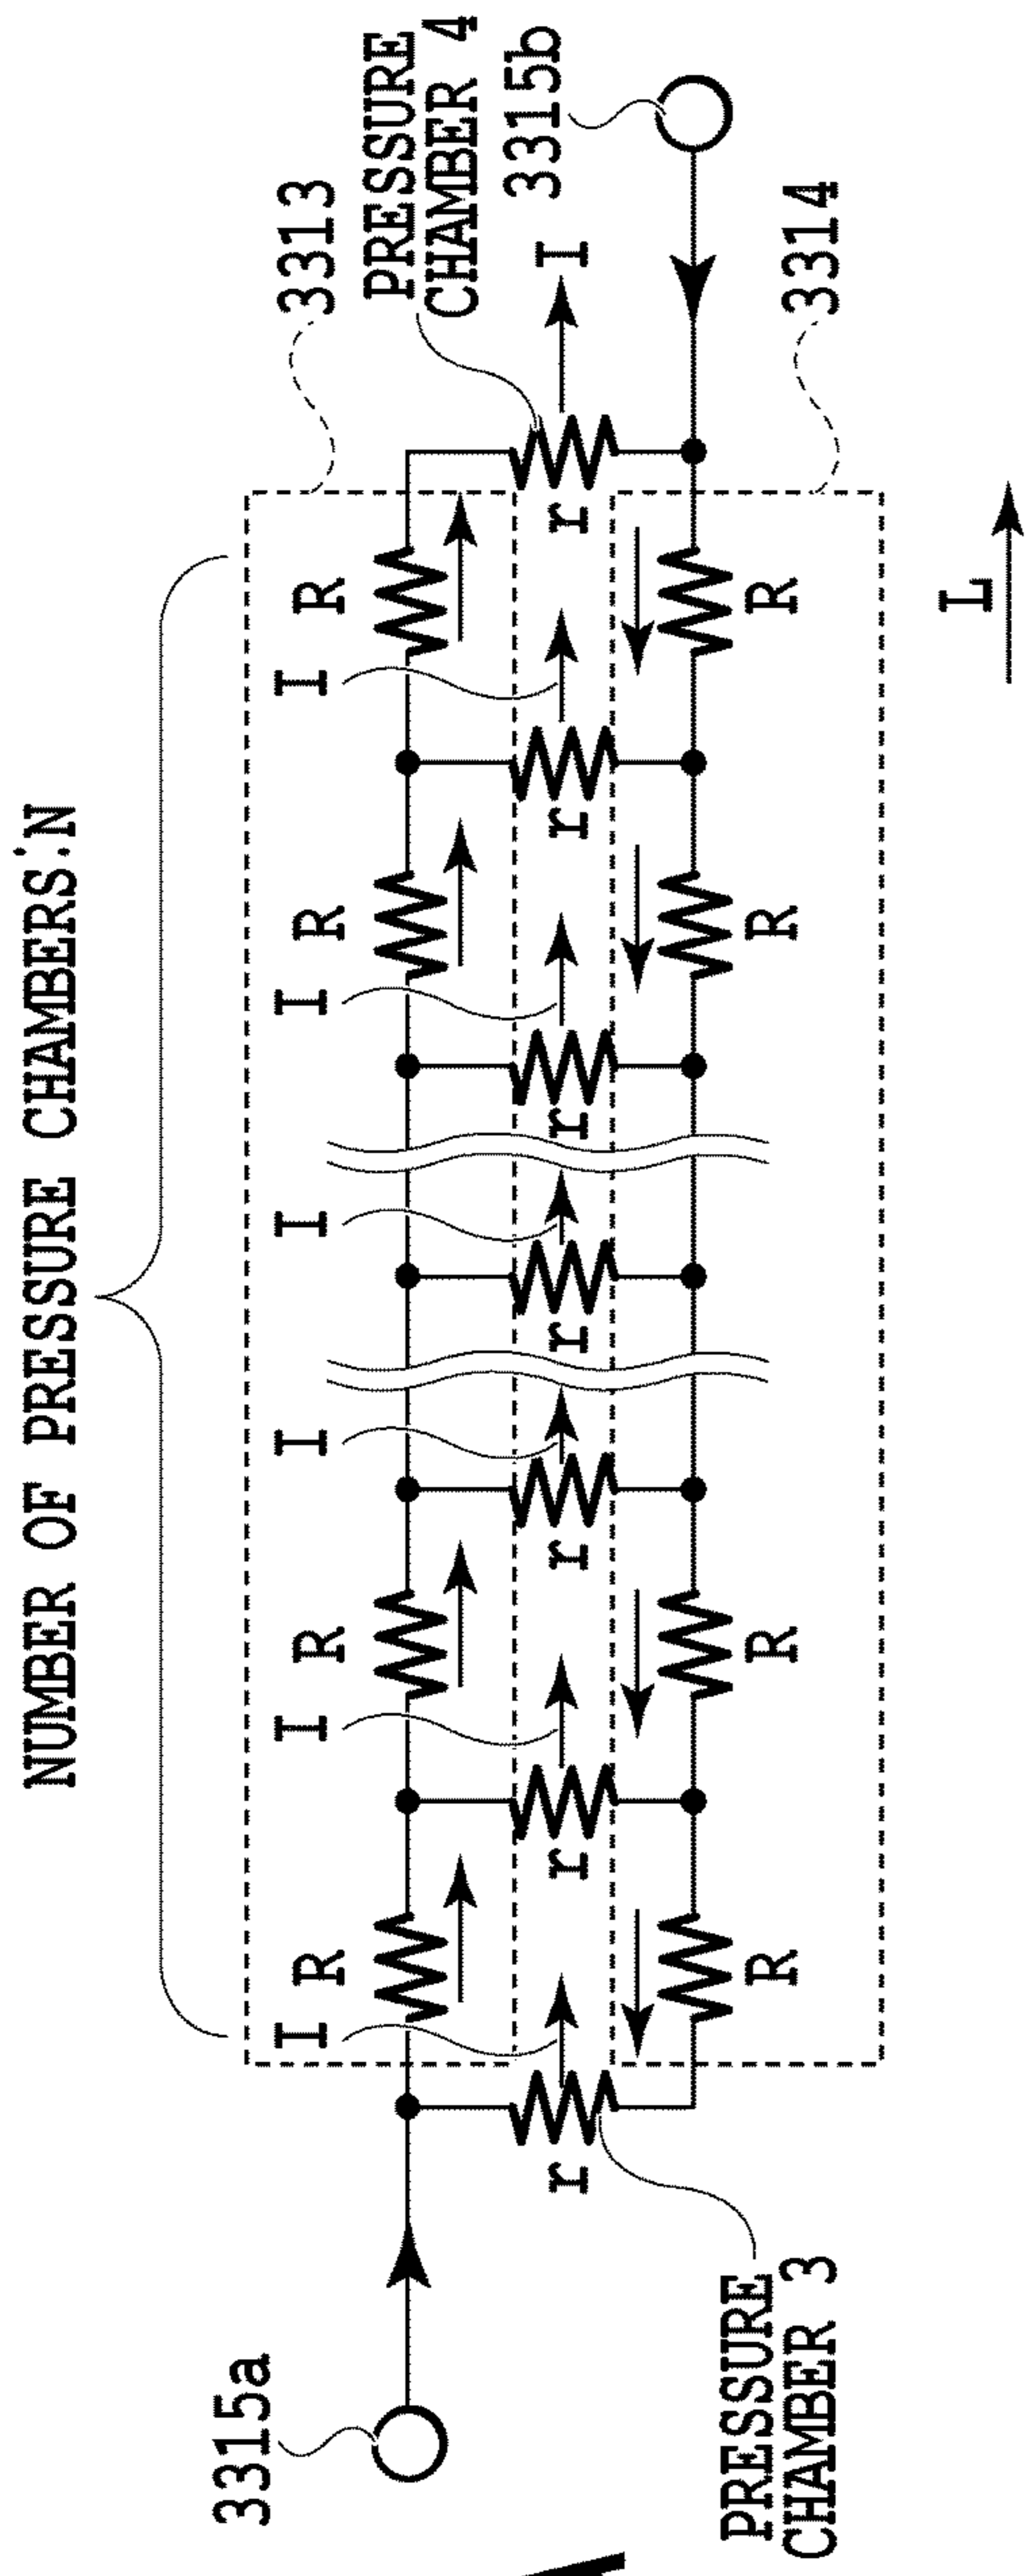 NUMBER OF PRESSURE CHAMBERS:N
3313
PRESSURE
CHAMBER 4
3315b
3315a
I
I
I
I
I
I
I
R
R
R
R
r
r
r
r
r
r
r
R
R
R
R
3314
PRESSURE
CHAMBER 3
L